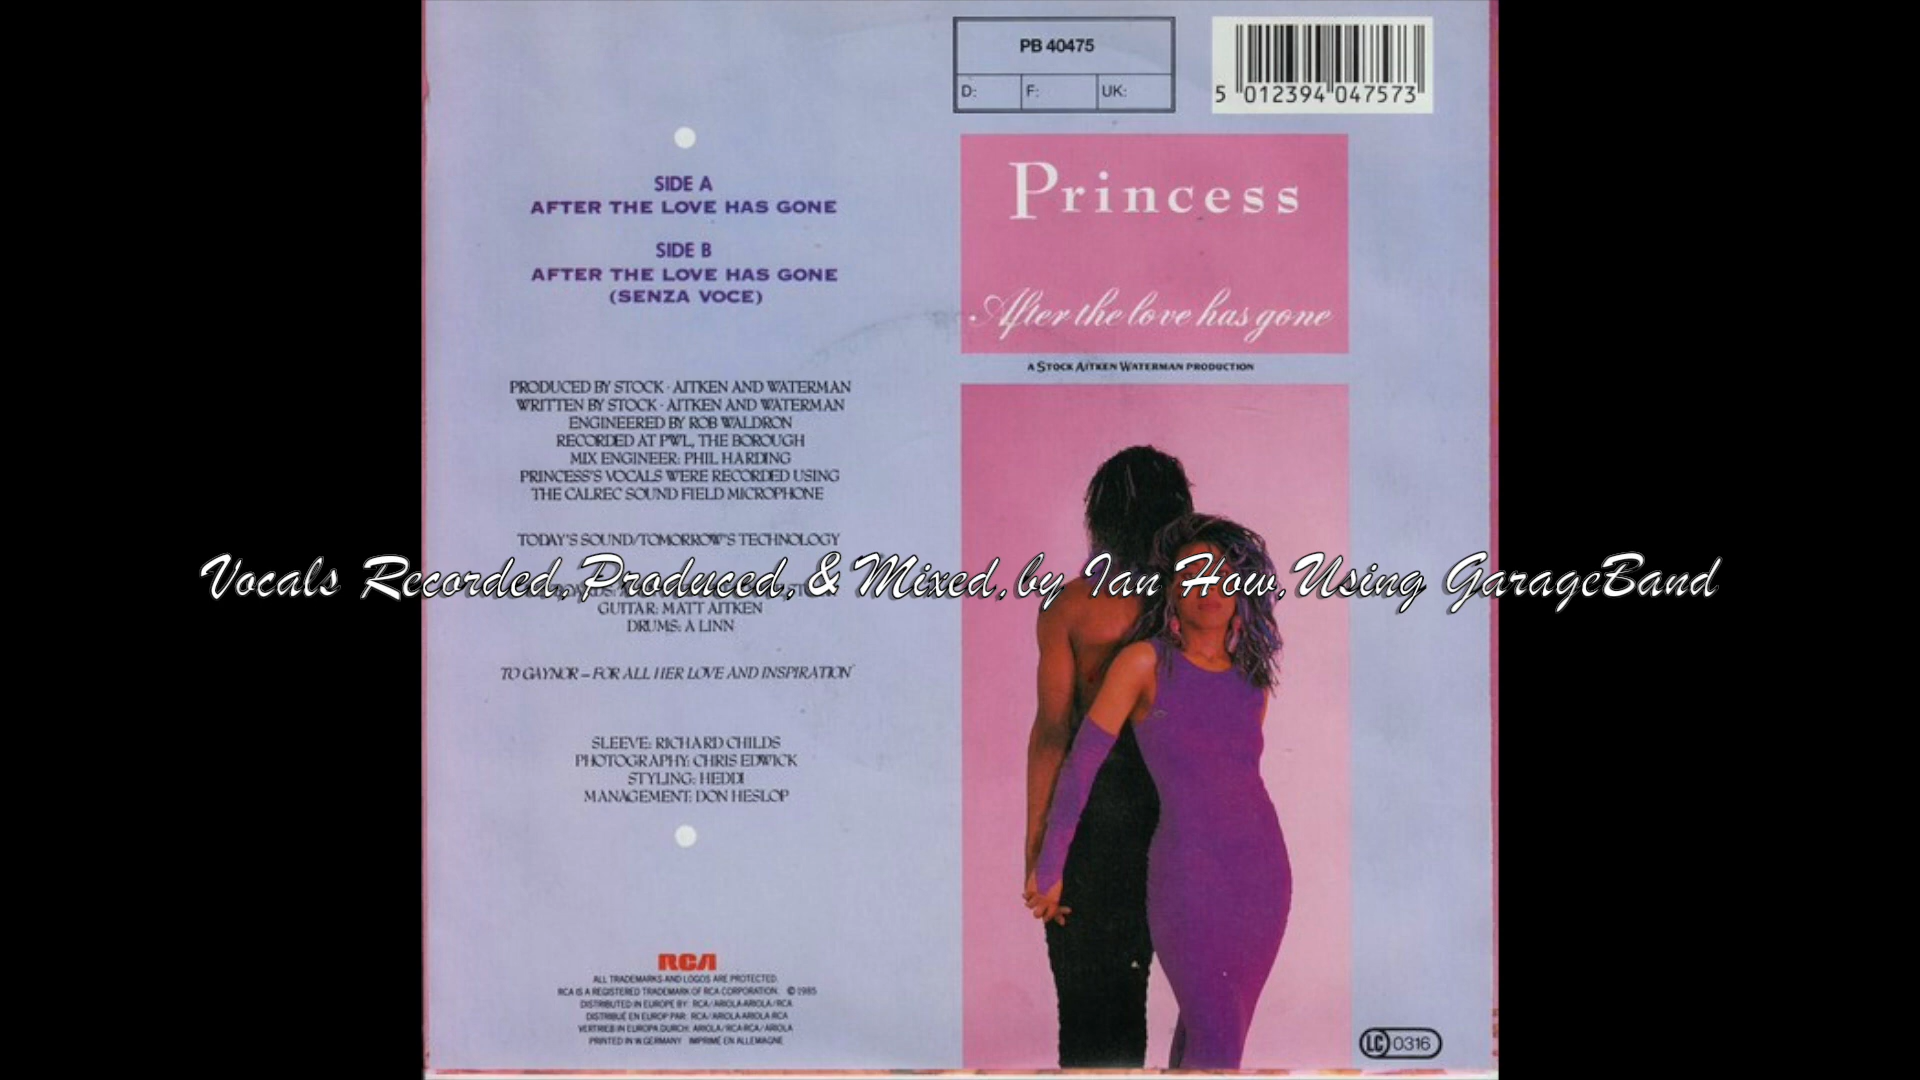 PB 40475
D: F: UK:
5 012394 047573
SIDE A
AFTER THE LOVE HAS GONE
SIDE B
AFTER THE LOVE HAS GONE
(SENZA VOCE)
Princess
After the love has gone
A STOCK AITKEN WATERMAN PRODUCTION
PRODUCED BY STOCK · AITKEN AND WATERMAN
WRITTEN BY STOCK · AITKEN AND WATERMAN
ENGINEERED BY ROB WALDRON
RECORDED AT PWL, THE BOROUGH
MIX ENGINEER: PHIL HARDING
PRINCESS'S VOCALS WERE RECORDED USING
THE CALREC SOUND FIELD MICROPHONE
TODAY'S SOUND/TOMORROW'S TECHNOLOGY
Vocals Recorded,Produced,& Mixed,by Ian How,Using GarageBand
GUITAR: MATT AITKEN
DRUMS: A LINN
TO GAYNOR – FOR ALL HER LOVE AND INSPIRATION
SLEEVE: RICHARD CHILDS
PHOTOGRAPHY: CHRIS EDWICK
STYLING: HEDDI
MANAGEMENT: DON HESLOP
RCA
ALL TRADEMARKS AND LOGOS ARE PROTECTED.
RCA IS A REGISTERED TRADEMARK OF RCA CORPORATION. © 1985
DISTRIBUTED IN EUROPE BY: RCA/ARIOLA-ARIOLA/RCA
DISTRIBUÉ EN EUROP PAR: RCA/ARIOLA-ARIOLA RCA
VERTRIEB IN EUROPA DURCH: ARIOLA/RCA-RCA/ARIOLA
PRINTED IN W. GERMANY IMPRIMÉ EN ALLEMAGNE
LC 0316